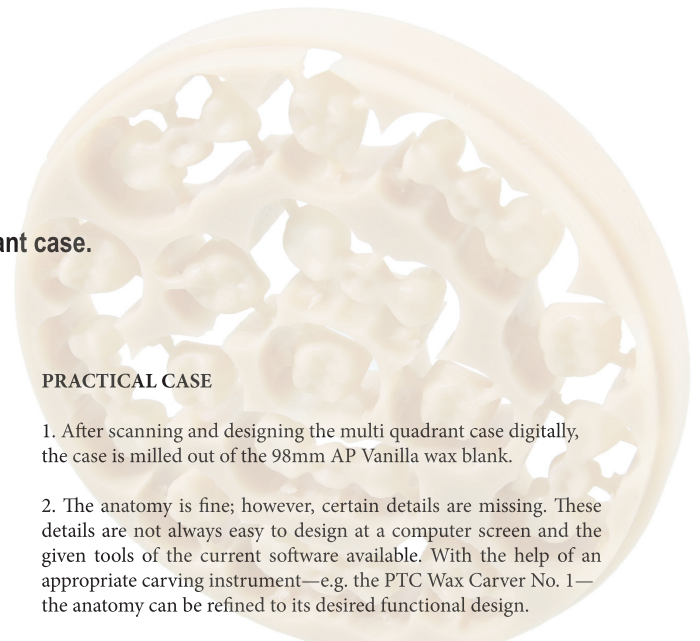 ant case.
PRACTICAL CASE
1. After scanning and designing the multi quadrant case digitally,
the case is milled out of the 98mm AP Vanilla wax blank.
2. The anatomy is fine; however, certain details are missing. These
details are not always easy to design at a computer screen and the
given tools of the current software available. With the help of an
appropriate carving instrument—e.g. the PTC Wax Carver No. 1—
the anatomy can be refined to its desired functional design.